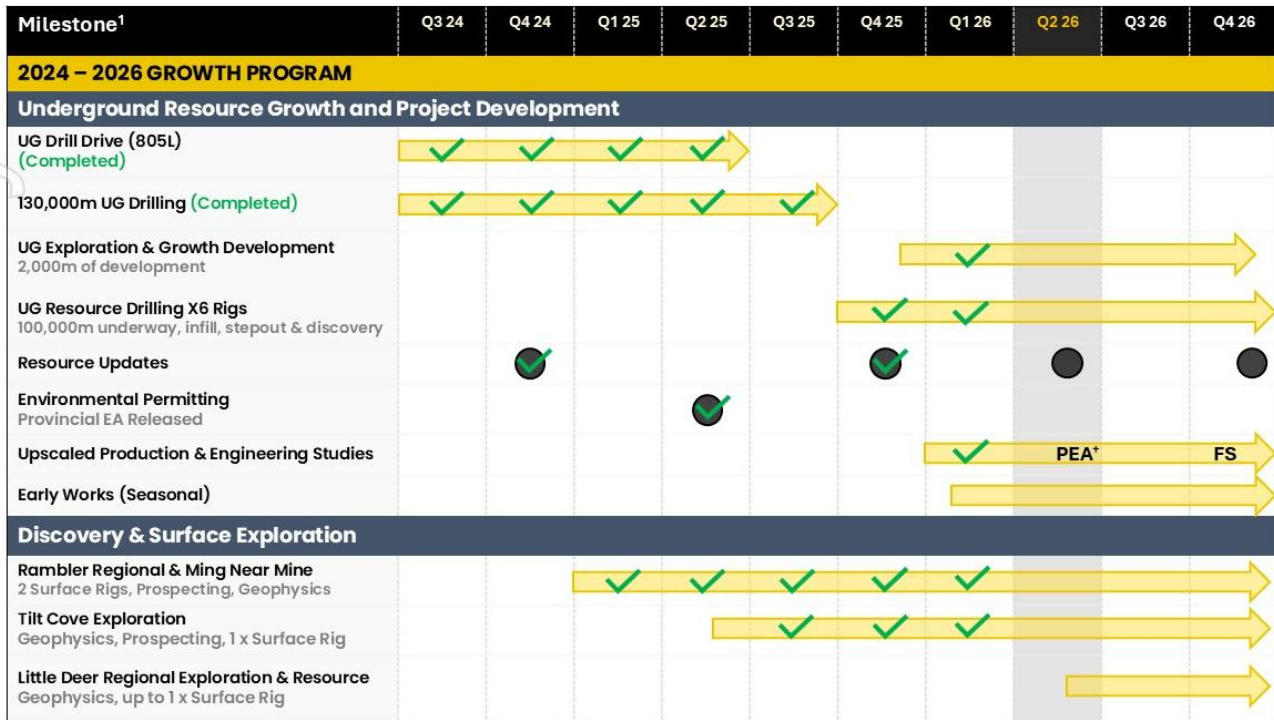 Milestone¹ Q3 24 Q4 24 Q1 25 Q2 25 Q3 25 Q4 25 Q1 26 Q2 26 Q3 26 Q4 26
2024 – 2026 GROWTH PROGRAM
Underground Resource Growth and Project Development
UG Drill Drive (805L)
(Completed)
130,000m UG Drilling (Completed)
UG Exploration & Growth Development
2,000m of development
UG Resource Drilling X6 Rigs
100,000m underway, infill, stepout & discovery
Resource Updates
Environmental Permitting
Provincial EA Released
Upscaled Production & Engineering Studies PEA⁺ FS
Early Works (Seasonal)
Discovery & Surface Exploration
Rambler Regional & Ming Near Mine
2 Surface Rigs, Prospecting, Geophysics
Tilt Cove Exploration
Geophysics, Prospecting, 1 x Surface Rig
Little Deer Regional Exploration & Resource
Geophysics, up to 1 x Surface Rig